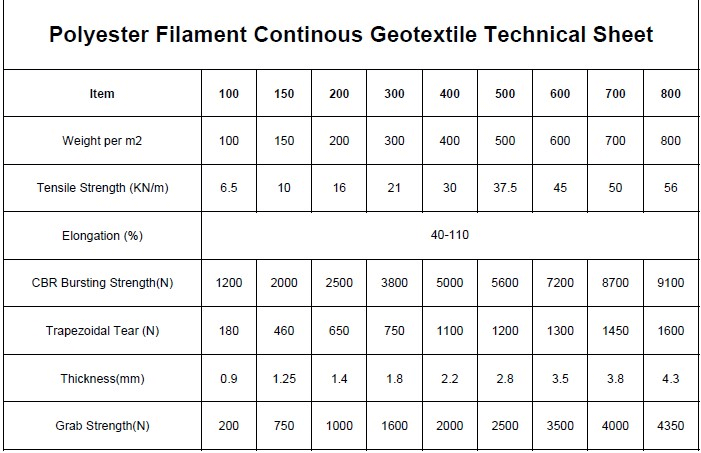 Polyester Filament Continous Geotextile Technical Sheet
Item 100 150 200 300 400 500 600 700 800
Weight per m2 100 150 200 300 400 500 600 700 800
Tensile Strength (KN/m) 6.5 10 16 21 30 37.5 45 50 56
Elongation (%) 40-110
CBR Bursting Strength(N) 1200 2000 2500 3800 5000 5600 7200 8700 9100
Trapezoidal Tear (N) 180 460 650 750 1100 1200 1300 1450 1600
Thickness(mm) 0.9 1.25 1.4 1.8 2.2 2.8 3.5 3.8 4.3
Grab Strength(N) 200 750 1000 1600 2000 2500 3500 4000 4350